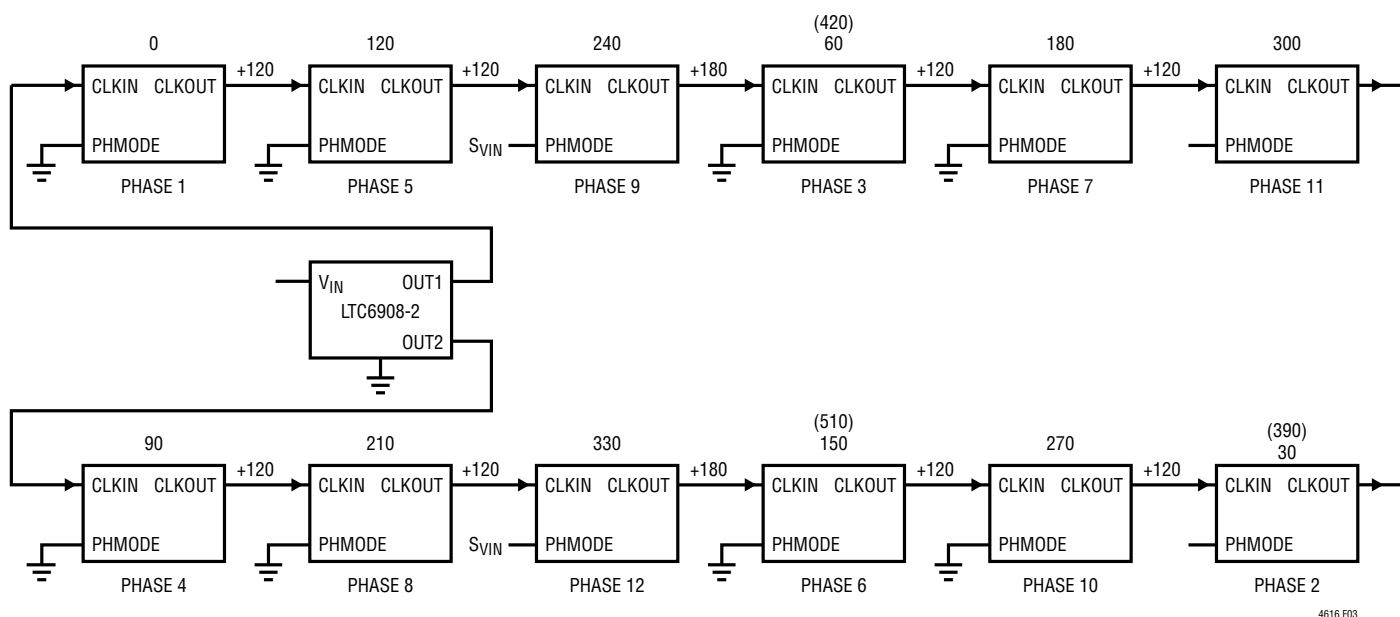 (420)
0 120 240 60 180 300
+120 +120 +180 +120 +120
CLKIN CLKOUT CLKIN CLKOUT CLKIN CLKOUT CLKIN CLKOUT CLKIN CLKOUT CLKIN CLKOUT
PHMODE PHMODE SVIN PHMODE PHMODE PHMODE PHMODE
PHASE 1 PHASE 5 PHASE 9 PHASE 3 PHASE 7 PHASE 11
VIN OUT1
LTC6908-2
OUT2
(510) (390)
90 210 330 150 270 30
+120 +120 +180 +120 +120
CLKIN CLKOUT CLKIN CLKOUT CLKIN CLKOUT CLKIN CLKOUT CLKIN CLKOUT CLKIN CLKOUT
PHMODE PHMODE SVIN PHMODE PHMODE PHMODE PHMODE
PHASE 4 PHASE 8 PHASE 12 PHASE 6 PHASE 10 PHASE 2
4616 F03